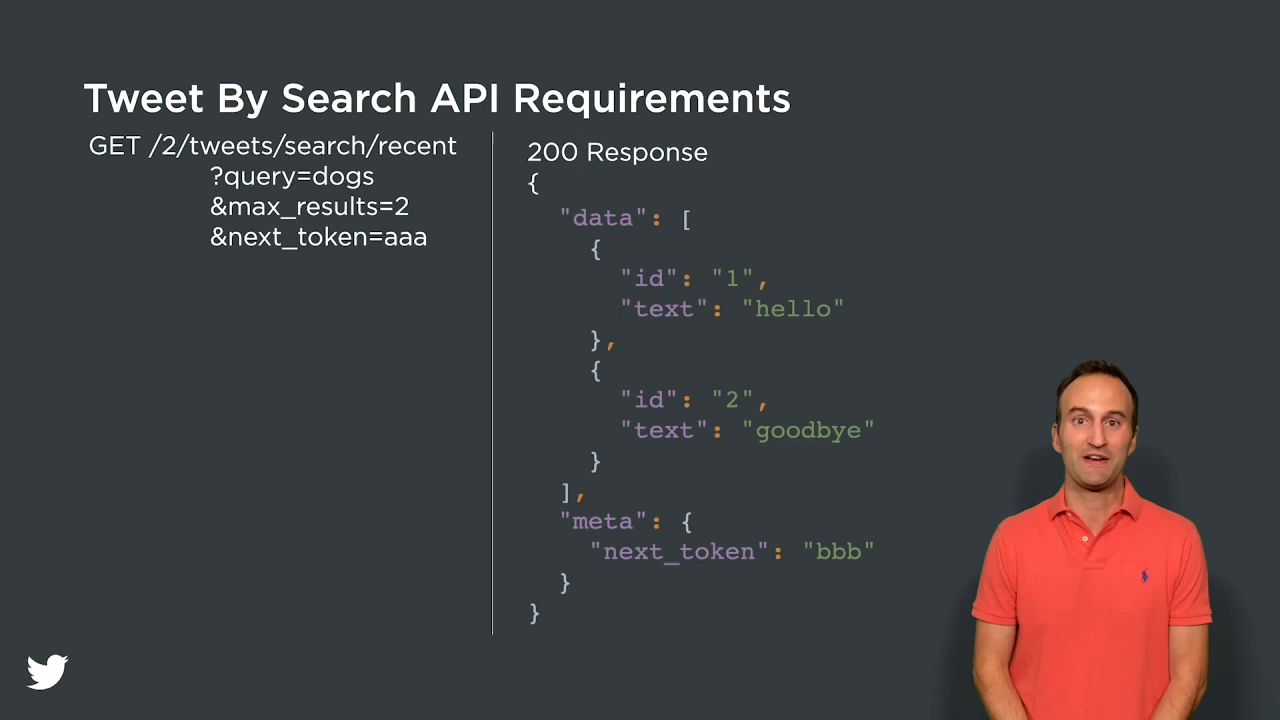 Tweet By Search API Requirements
GET /2/tweets/search/recent
?query=dogs
&max_results=2
&next_token=aaa
200 Response
{
"data": [
{
"id": "1",
"text": "hello"
},
{
"id": "2",
"text": "goodbye"
}
],
"meta": {
"next_token": "bbb"
}
}